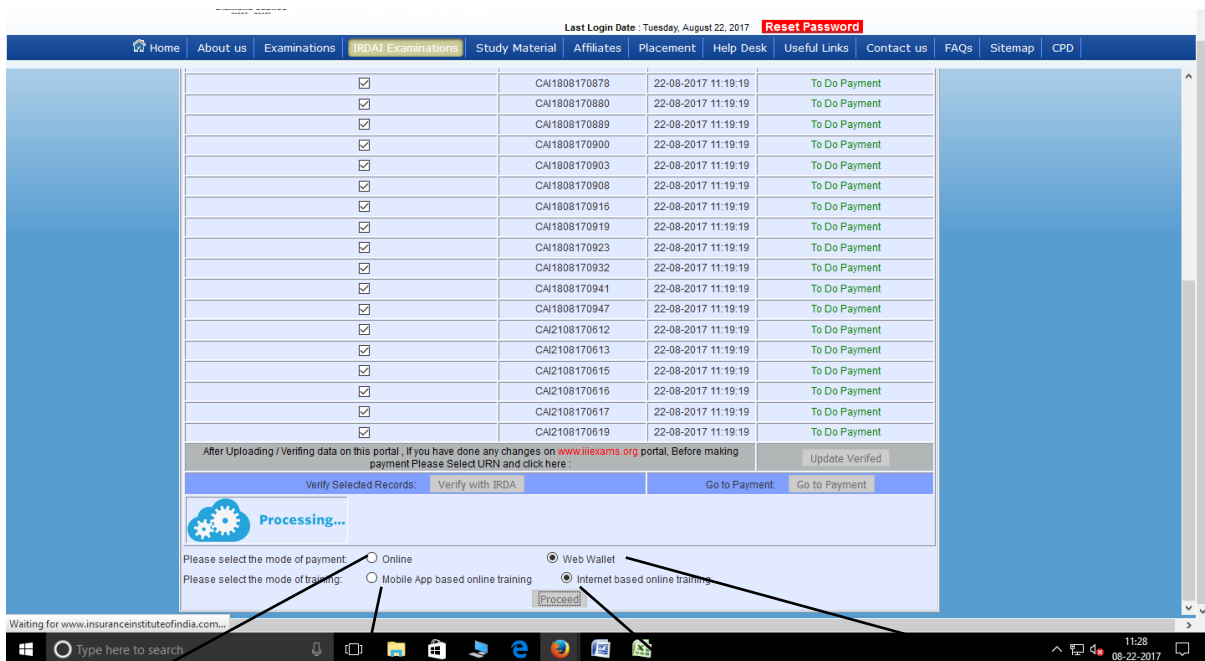 Last Login Date : Tuesday, August 22, 2017 Reset Password
Home About us Examinations IRDAI Examinations Study Material Affiliates Placement Help Desk Useful Links Contact us FAQs Sitemap CPD
CAI1808170878 22-08-2017 11:19:19 To Do Payment
CAI1808170880 22-08-2017 11:19:19 To Do Payment
CAI1808170889 22-08-2017 11:19:19 To Do Payment
CAI1808170900 22-08-2017 11:19:19 To Do Payment
CAI1808170903 22-08-2017 11:19:19 To Do Payment
CAI1808170908 22-08-2017 11:19:19 To Do Payment
CAI1808170916 22-08-2017 11:19:19 To Do Payment
CAI1808170919 22-08-2017 11:19:19 To Do Payment
CAI1808170923 22-08-2017 11:19:19 To Do Payment
CAI1808170932 22-08-2017 11:19:19 To Do Payment
CAI1808170941 22-08-2017 11:19:19 To Do Payment
CAI1808170947 22-08-2017 11:19:19 To Do Payment
CAI2108170612 22-08-2017 11:19:19 To Do Payment
CAI2108170613 22-08-2017 11:19:19 To Do Payment
CAI2108170615 22-08-2017 11:19:19 To Do Payment
CAI2108170616 22-08-2017 11:19:19 To Do Payment
CAI2108170617 22-08-2017 11:19:19 To Do Payment
CAI2108170619 22-08-2017 11:19:19 To Do Payment
After Uploading / Verifing data on this portal , If you have done any changes on www.iiiexams.org portal, Before making
payment Please Select URN and click here :
Update Verifed
Verify Selected Records: Verify with IRDA Go to Payment: Go to Payment
Processing...
Please select the mode of payment: Online Web Wallet
Please select the mode of training: Mobile App based online training Internet based online training
Proceed
Waiting for www.insuranceinstituteofindia.com...
Type here to search
11:28
08-22-2017